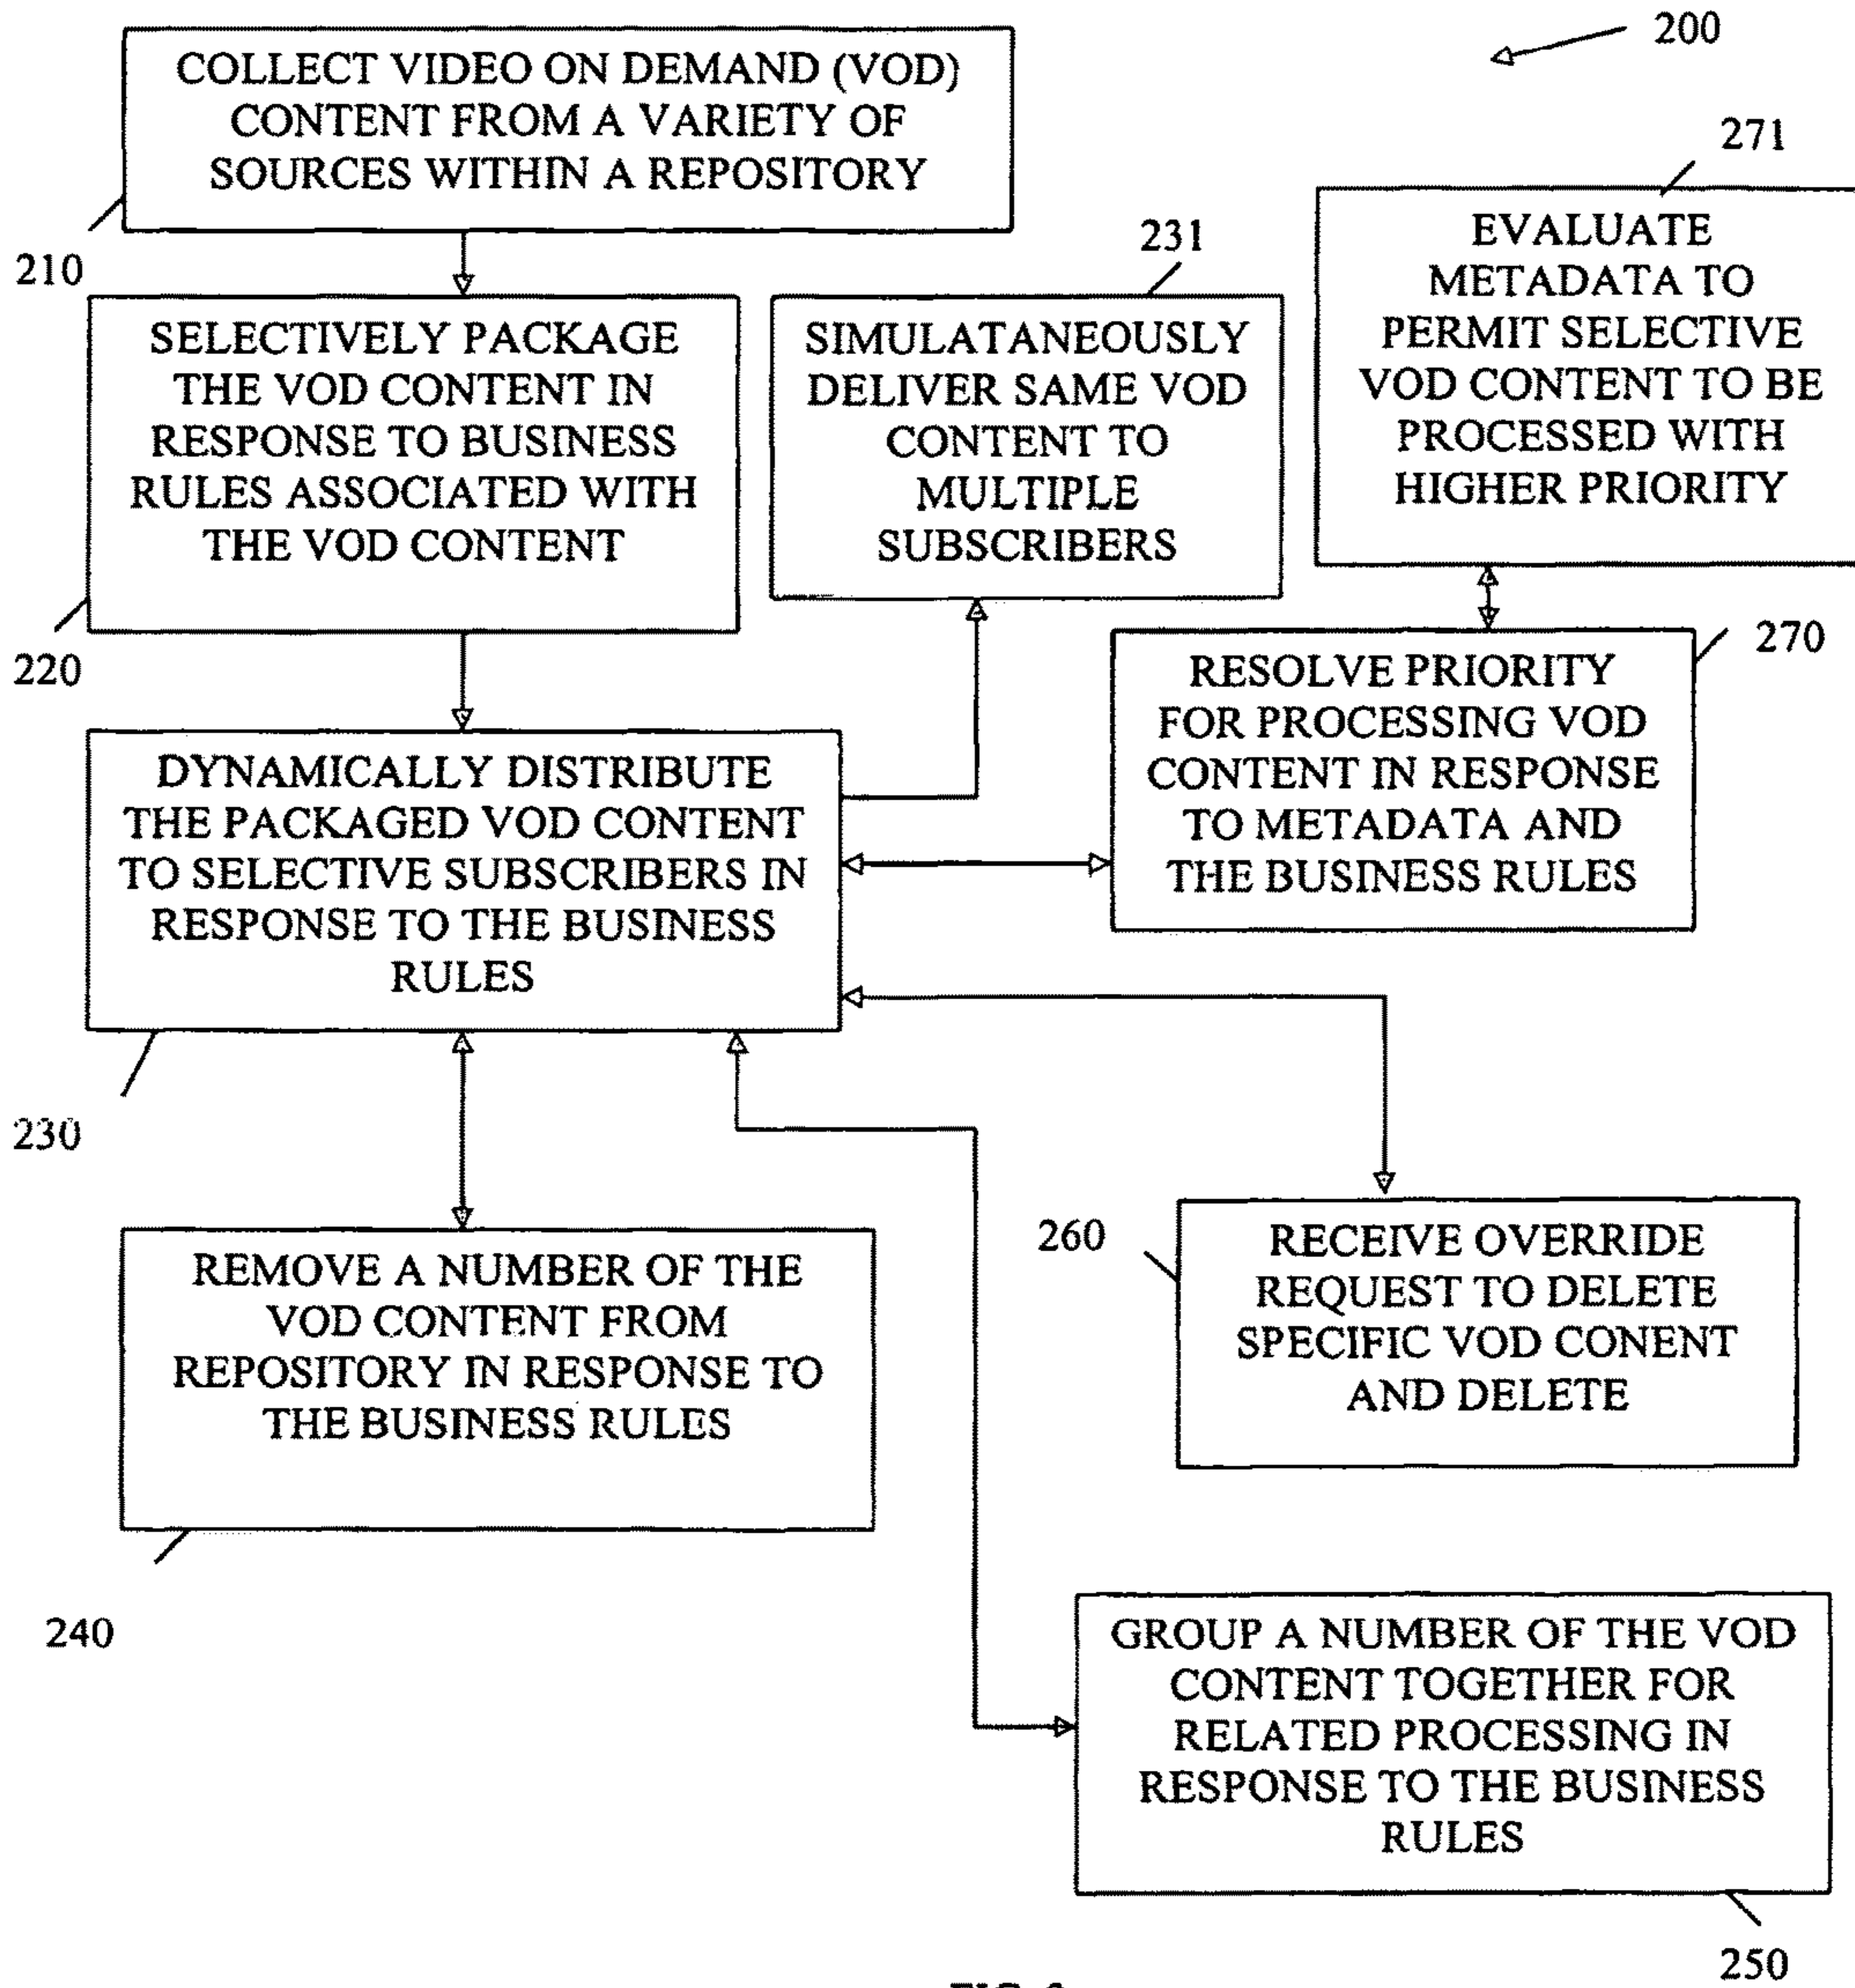 200
COLLECT VIDEO ON DEMAND (VOD)
CONTENT FROM A VARIETY OF
SOURCES WITHIN A REPOSITORY
210
271
EVALUATE
METADATA TO
PERMIT SELECTIVE
VOD CONTENT TO BE
PROCESSED WITH
HIGHER PRIORITY
231
SIMULATANEOUSLY
DELIVER SAME VOD
CONTENT TO
MULTIPLE
SUBSCRIBERS
SELECTIVELY PACKAGE
THE VOD CONTENT IN
RESPONSE TO BUSINESS
RULES ASSOCIATED WITH
THE VOD CONTENT
220
270
RESOLVE PRIORITY
FOR PROCESSING VOD
CONTENT IN RESPONSE
TO METADATA AND
THE BUSINESS RULES
DYNAMICALLY DISTRIBUTE
THE PACKAGED VOD CONTENT
TO SELECTIVE SUBSCRIBERS IN
RESPONSE TO THE BUSINESS
RULES
230
REMOVE A NUMBER OF THE
VOD CONTENT FROM
REPOSITORY IN RESPONSE TO
THE BUSINESS RULES
240
260
RECEIVE OVERRIDE
REQUEST TO DELETE
SPECIFIC VOD CONENT
AND DELETE
GROUP A NUMBER OF THE VOD
CONTENT TOGETHER FOR
RELATED PROCESSING IN
RESPONSE TO THE BUSINESS
RULES
250